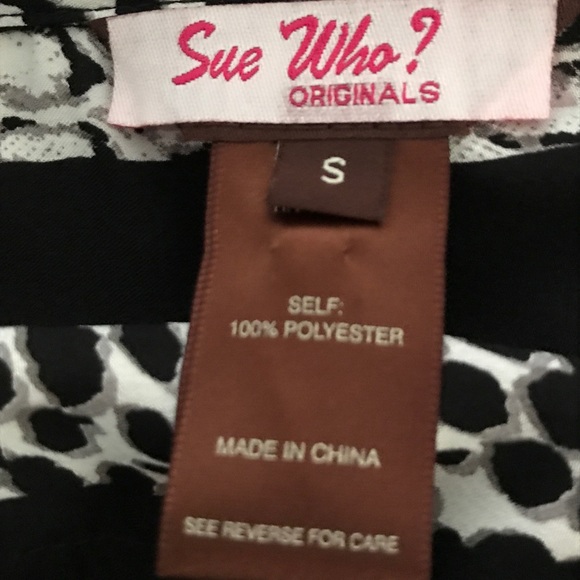 Sue Who?
ORIGINALS
S
SELF:
100% POLYESTER
MADE IN CHINA
SEE REVERSE FOR CARE